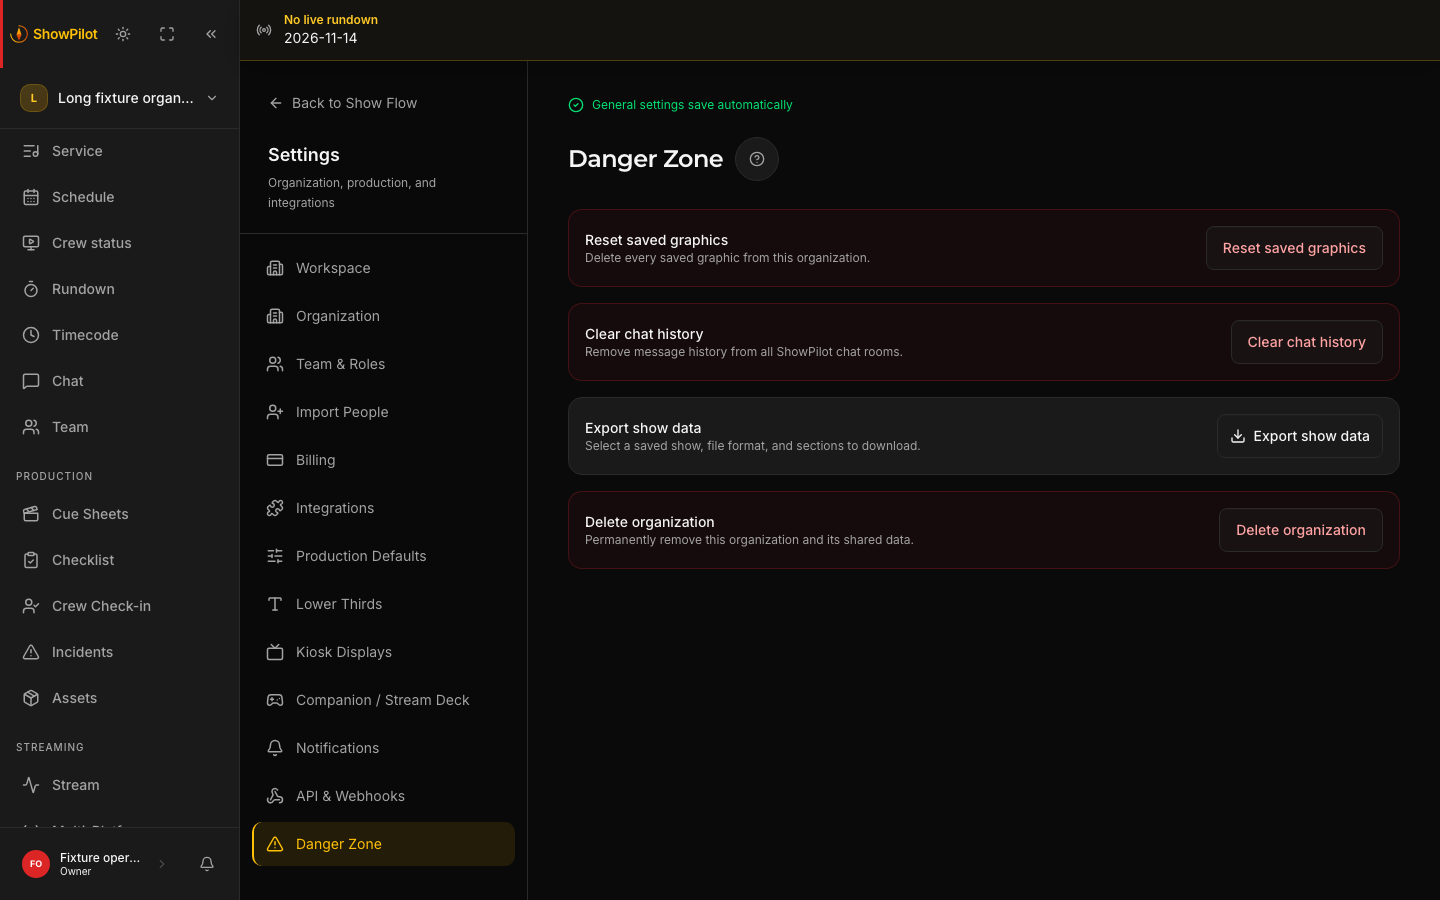 ShowPilot
No live rundown
2026-11-14
L
Long fixture organ...
Service
Schedule
Crew status
Rundown
Timecode
Chat
Team
PRODUCTION
Cue Sheets
Checklist
Crew Check-in
Incidents
Assets
STREAMING
Stream
FO
Fixture oper...
Owner
Back to Show Flow
Settings
Organization, production, and
integrations
Workspace
Organization
Team & Roles
Import People
Billing
Integrations
Production Defaults
Lower Thirds
Kiosk Displays
Companion / Stream Deck
Notifications
API & Webhooks
Danger Zone
General settings save automatically
Danger Zone
Reset saved graphics
Delete every saved graphic from this organization.
Reset saved graphics
Clear chat history
Remove message history from all ShowPilot chat rooms.
Clear chat history
Export show data
Select a saved show, file format, and sections to download.
Export show data
Delete organization
Permanently remove this organization and its shared data.
Delete organization